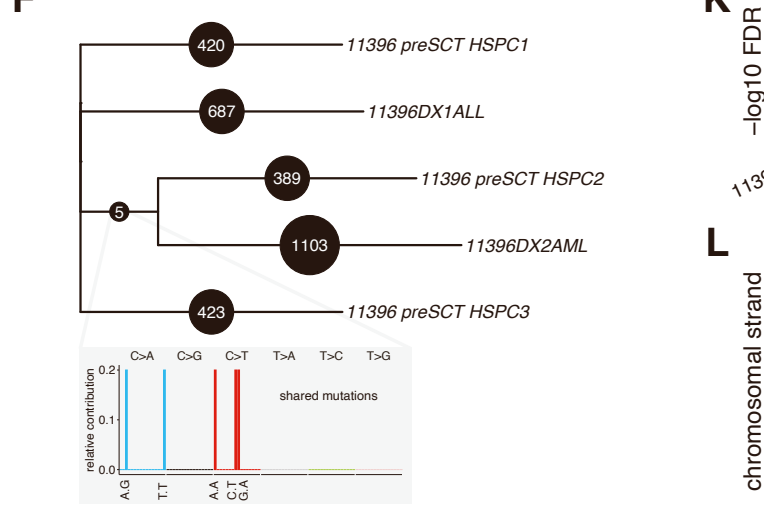 F
420
11396 preSCT HSPC1
687
11396DX1ALL
389
11396 preSCT HSPC2
5
1103
11396DX2AML
423
11396 preSCT HSPC3
C>A C>G C>T T>A T>C T>G
relative contribution
0.2
0.1
0.0
shared mutations
A.G T.T A.A C.T G.A
K
−log10 FDR
L
chromosomal strand